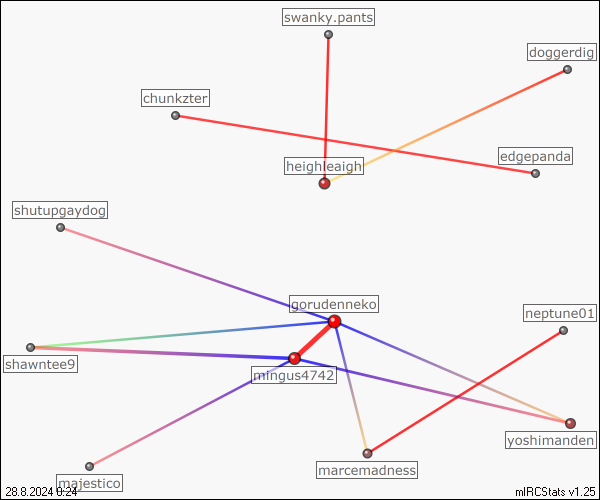 swanky.pants
doggerdig
chunkzter
edgepanda
heighleaigh
shutupgaydog
gorudenneko
neptune01
shawntee9
mingus4742
yoshimanden
marcemadness
majestico
28.8.2024 0:24
mIRCStats v1.25